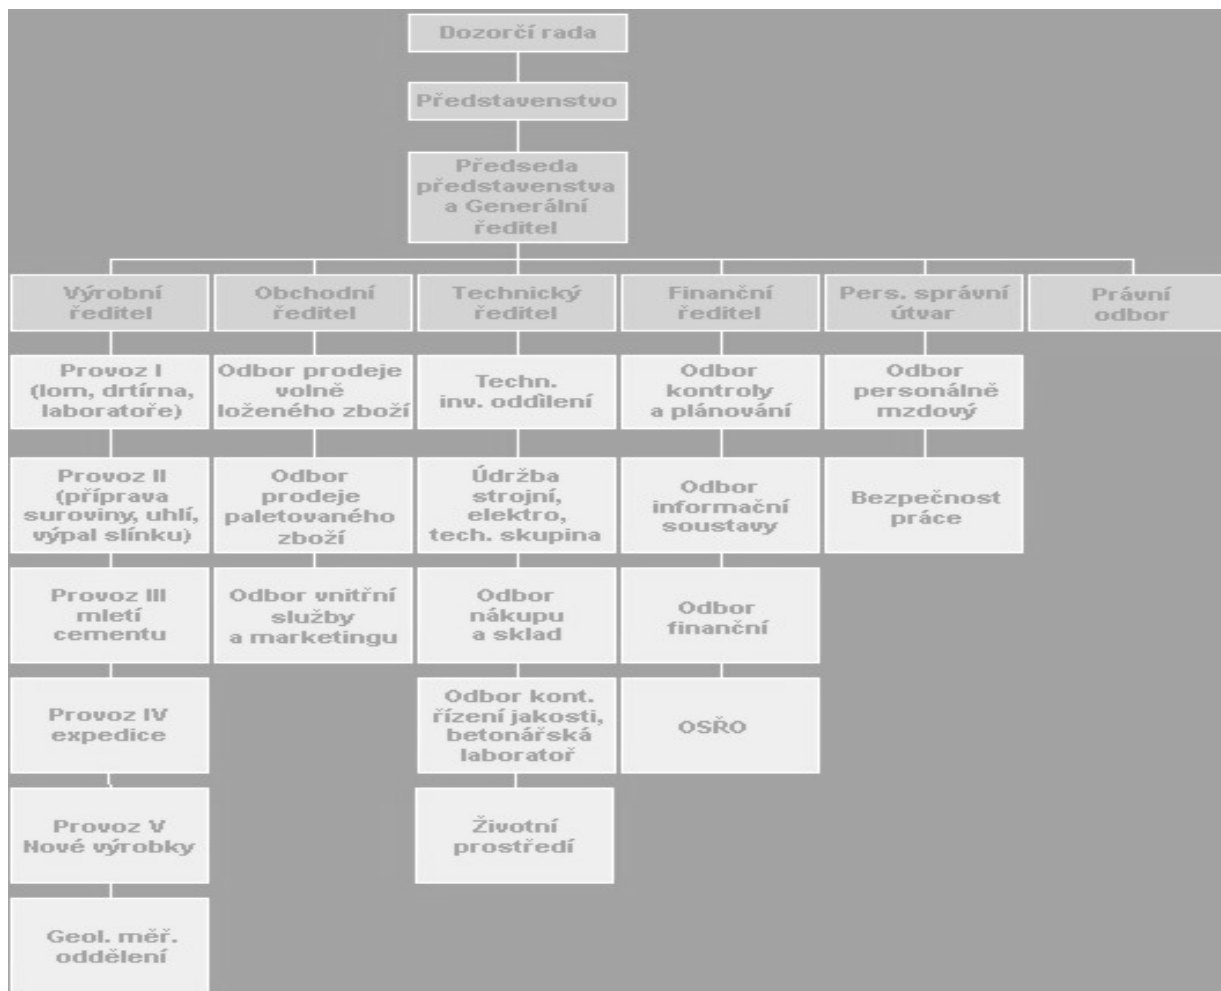 Dozorčí rada
Představenstvo
Předseda
představenstva
a Generální
ředitel
Výrobní
ředitel
Obchodní
ředitel
Technický
ředitel
Finanční
ředitel
Pers. správní
útvar
Právní
odbor
Provoz I
(lom, drtírna,
laboratoře)
Odbor prodeje
volně
loženého zboží
Techn.
inv. oddìlení
Odbor
kontroly
a plánování
Odbor
personálně
mzdový
Provoz II
(příprava
suroviny, uhlí,
výpal slínku)
Odbor
prodeje
paletovaného
zboží
Údržba
strojní,
elektro,
tech. skupina
Odbor
informační
soustavy
Bezpečnost
práce
Provoz III
mletí
cementu
Odbor vnitřní
služby
a marketingu
Odbor
nákupu
a sklad
Odbor
finanční
Provoz IV
expedice
Odbor kont.
řízení jakosti,
betonářská
laboratoř
OSŘO
Provoz V
Nové výrobky
Životní
prostředí
Geol. měř.
oddělení